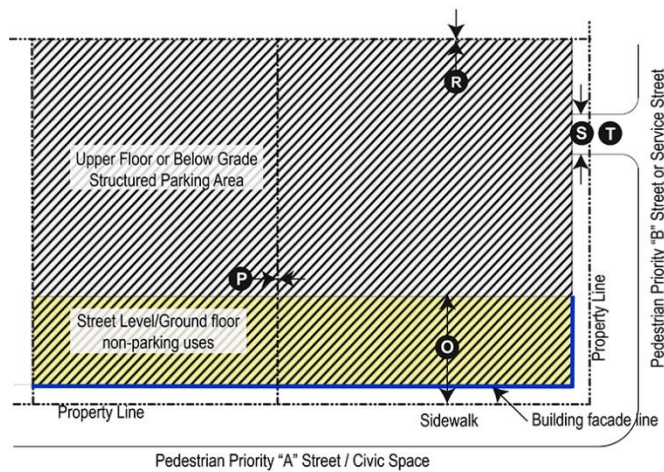 R
S T
Upper Floor or Below Grade
Structured Parking Area
Pedestrian Priority "B" Street or Service Street
P
Property Line
Street Level/Ground floor
non-parking uses
O
Property Line
Sidewalk
Building facade line
Pedestrian Priority "A" Street / Civic Space